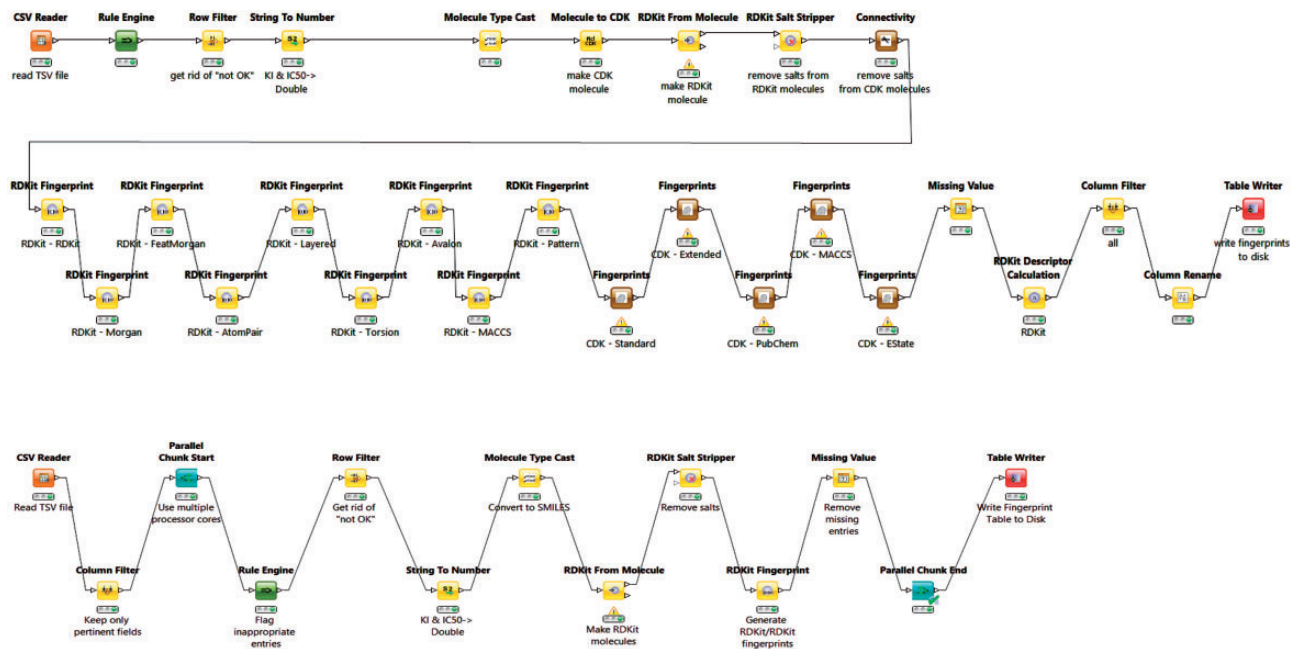 CSV Reader
Rule Engine
Row Filter
String To Number
Molecule Type Cast
Molecule to CDK
RDKit From Molecule
RDKit Salt Stripper
Connectivity
read TSV file
get rid of "not OK"
KI & IC50->
Double
make CDK
molecule
make RDKit
molecule
remove salts from
RDKit molecules
remove salts
from CDK molecules
RDKit Fingerprint
RDKit Fingerprint
RDKit Fingerprint
RDKit Fingerprint
RDKit Fingerprint
Fingerprints
Fingerprints
Missing Value
Column Filter
Table Writer
RDKit - RDKit
RDKit - FeatMorgan
RDKit - Layered
RDKit - Avalon
RDKit - Pattern
CDK - Extended
CDK - MACCS
all
write fingerprints
to disk
RDKit Fingerprint
RDKit Fingerprint
RDKit Fingerprint
RDKit Fingerprint
Fingerprints
Fingerprints
Fingerprints
RDKit Descriptor
Calculation
Column Rename
RDKit - Morgan
RDKit - AtomPair
RDKit - Torsion
RDKit - MACCS
CDK - Standard
CDK - PubChem
CDK - EState
RDKit
CSV Reader
Parallel
Chunk Start
Row Filter
Molecule Type Cast
RDKit Salt Stripper
Missing Value
Table Writer
Read TSV file
Use multiple
processor cores
Get rid of
"not OK"
Convert to SMILES
Remove salts
Remove
missing
entries
Write Fingerprint
Table to Disk
Column Filter
Rule Engine
String To Number
RDKit From Molecule
RDKit Fingerprint
Parallel Chunk End
Keep only
pertinent fields
Flag
inappropriate
entries
KI & IC50->
Double
Make RDKit
molecules
Generate
RDKit/RDKit
fingerprints